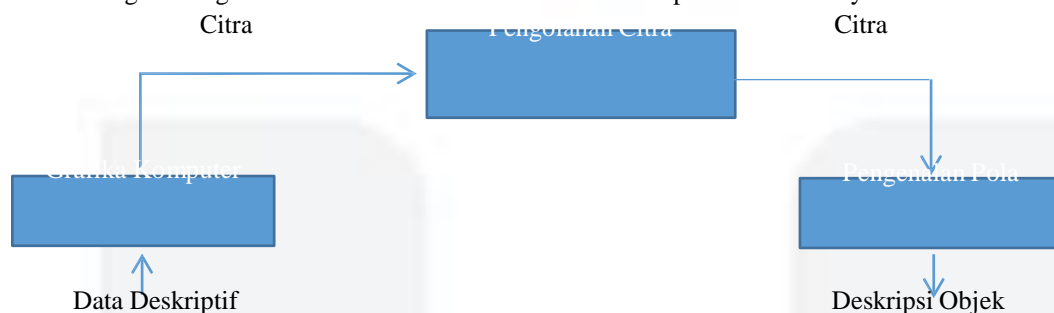 Citra
Citra
Pengolahan Citra
Grafika Komputer
Pengenalan Pola
Data Deskriptif
Deskripsi Objek